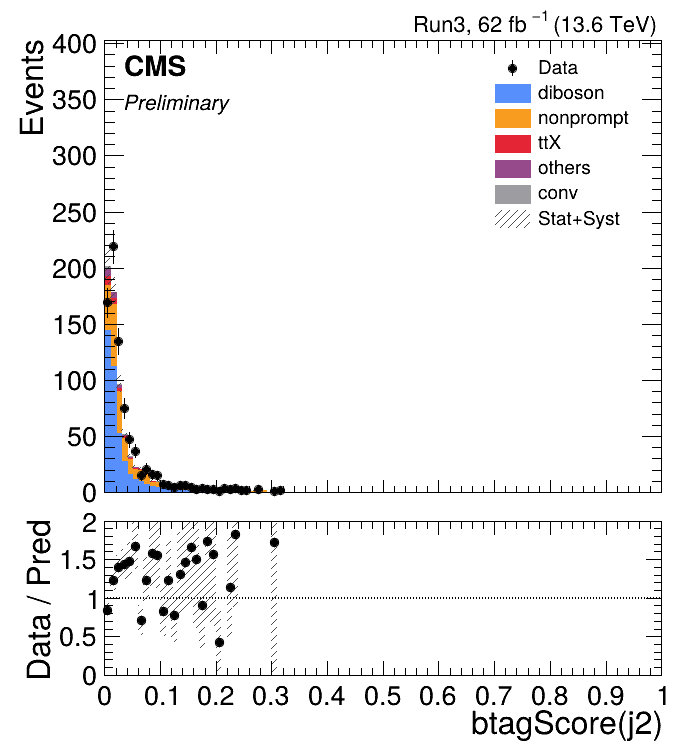 Run3, 62 fb⁻¹ (13.6 TeV)
CMS
Preliminary
Events
400
350
300
250
200
150
100
50
0
Data
diboson
nonprompt
ttX
others
conv
Stat+Syst
Data / Pred
2
1.5
1
0.5
0
0 0.1 0.2 0.3 0.4 0.5 0.6 0.7 0.8 0.9 1
btagScore(j2)